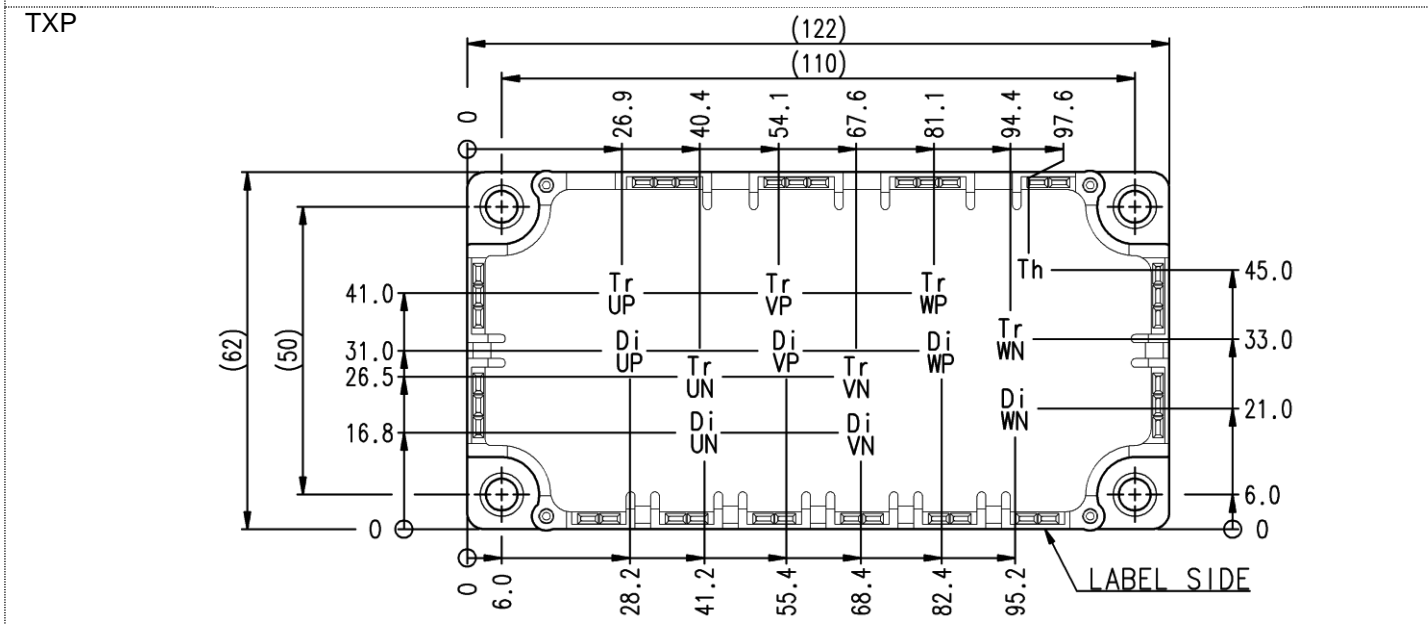 TXP
(122)
(110)
0 26.9 40.4 54.1 67.6 81.1 94.4 97.6
Th
45.0
Tr Tr Tr
UP VP WP
41.0
Tr
WN
33.0
Di Di Di
UP VP WP
(62)
(50)
31.0
Tr Tr
UN VN
26.5
Di
WN
21.0
Di Di
UN VN
16.8
6.0
0
0
0 6.0 28.2 41.2 55.4 68.4 82.4 95.2
LABEL SIDE